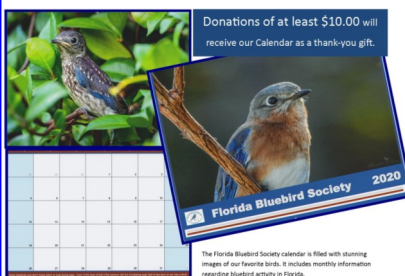 Donations of at least $10.00 will
receive our Calendar as a thank-you gift.
Florida Bluebird Society 2020
The Florida Bluebird Society calendar is filled with stunning
images of our favorite birds. It includes monthly information
regarding bluebird activity in Florida.